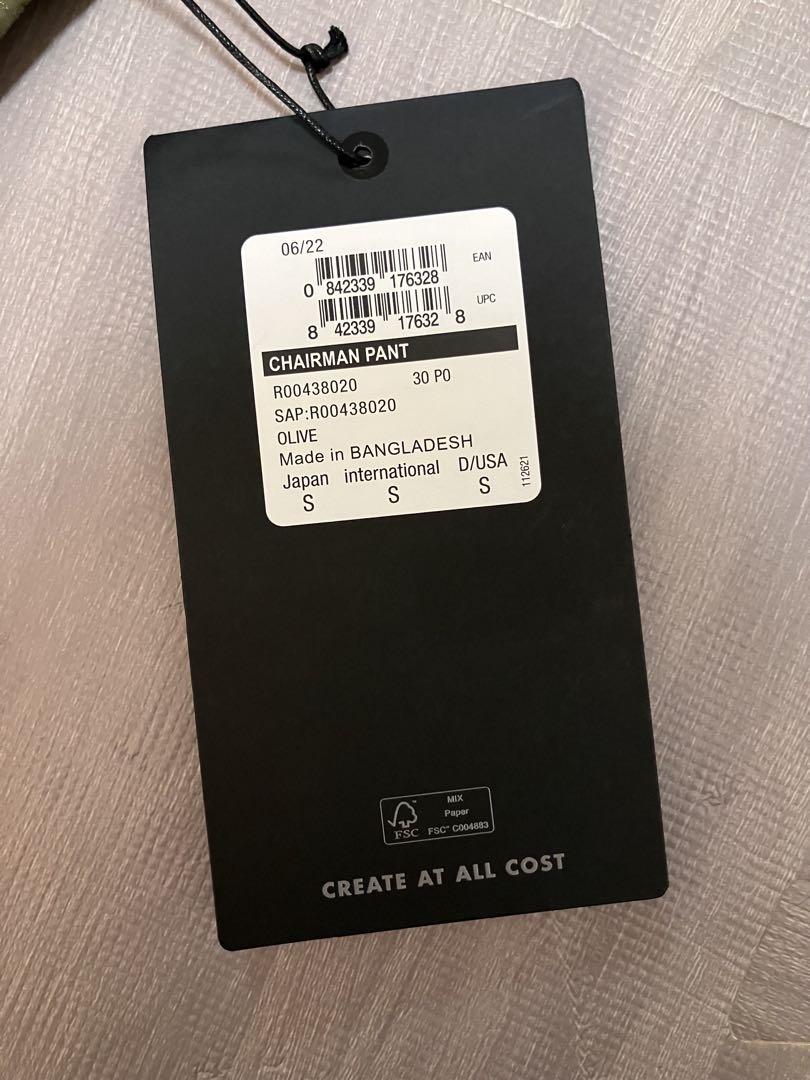 06/22
EAN
0 842339 176328
UPC
8 42339 17632 8
CHAIRMAN PANT
R00438020 30 P0
SAP:R00438020
OLIVE
Made in BANGLADESH
Japan international D/USA
S S S
112621
MIX
Paper
FSC™ C004883
FSC
CREATE AT ALL COST